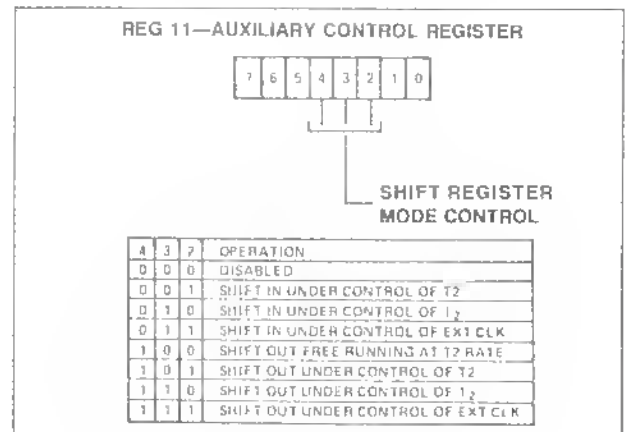 REG 11—AUXILIARY CONTROL REGISTER
7 6 5 4 3 2 1 0
SHIFT REGISTER
MODE CONTROL
4 3 2 OPERATION
0 0 0 DISABLED
0 0 1 SHIFT IN UNDER CONTROL OF T2
0 1 0 SHIFT IN UNDER CONTROL OF
0 1 1 SHIFT IN UNDER CONTROL OF EXT CLK
1 0 0 SHIFT OUT FREE RUNNING AT T2 RATE
1 0 1 SHIFT OUT UNDER CONTROL OF T2
1 1 0 SHIFT OUT UNDER CONTROL OF
1 1 1 SHIFT OUT UNDER CONTROL OF EXT CLK